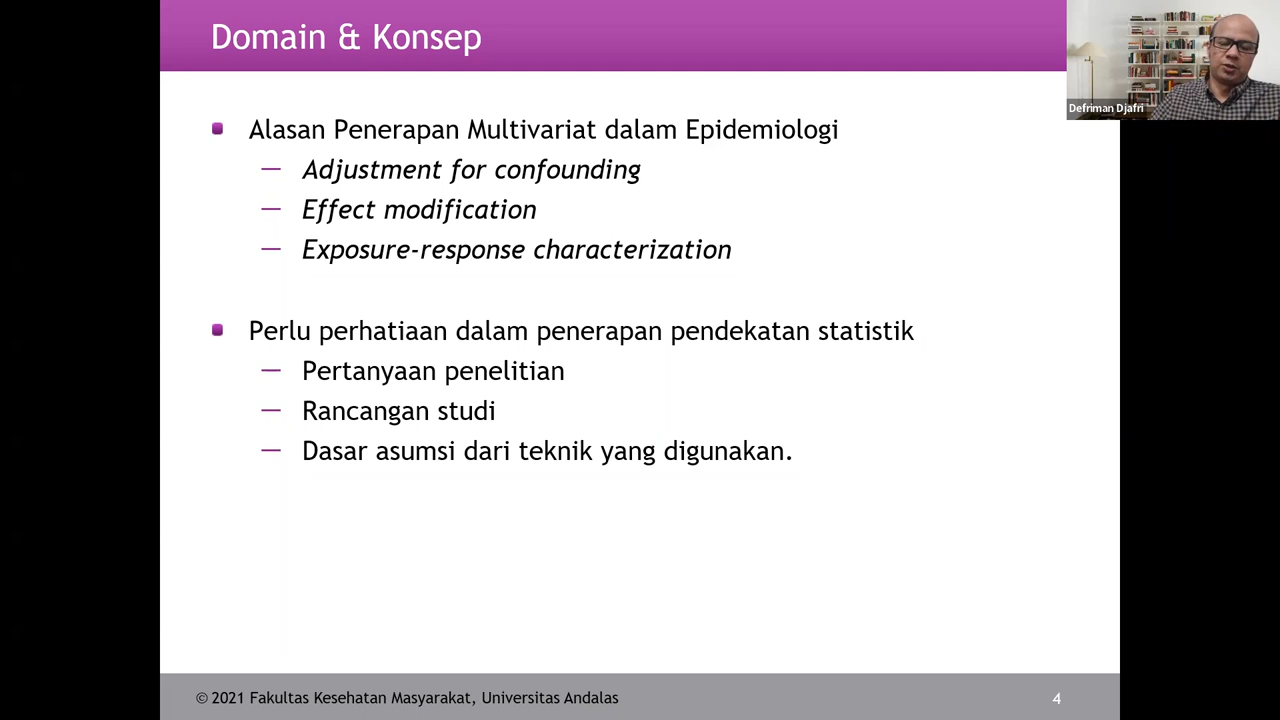 Domain & Konsep
Defriman Djafri
Alasan Penerapan Multivariat dalam Epidemiologi
— Adjustment for confounding
— Effect modification
— Exposure-response characterization
Perlu perhatiaan dalam penerapan pendekatan statistik
— Pertanyaan penelitian
— Rancangan studi
— Dasar asumsi dari teknik yang digunakan.
© 2021 Fakultas Kesehatan Masyarakat, Universitas Andalas
4